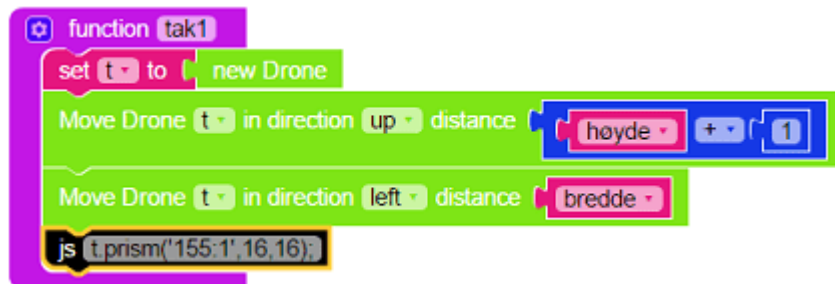 function tak1
set t to new Drone
Move Drone t in direction up distance høyde + 1
Move Drone t in direction left distance bredde
js t.prism('155:1',16,16);